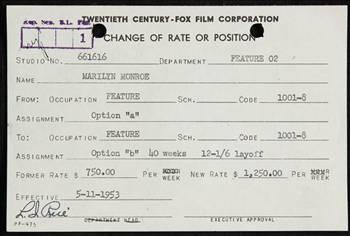 Exp. Neg. B.L. File
1
TWENTIETH CENTURY-FOX FILM CORPORATION
CHANGE OF RATE OR POSITION
STUDIO NO. 661616 DEPARTMENT FEATURE 02
NAME MARILYN MONROE
FROM: OCCUPATION FEATURE SCH. CODE 1001-8
ASSIGNMENT Option "a"
TO: OCCUPATION FEATURE SCH. CODE 1001-8
ASSIGNMENT Option "b" 40 weeks 12-1/6 layoff
FORMER RATE $ 750.00 PER WEEK NEW RATE $ 1,250.00 PER WEEK
EFFECTIVE 5-11-1953
DEPARTMENT HEAD EXECUTIVE APPROVAL